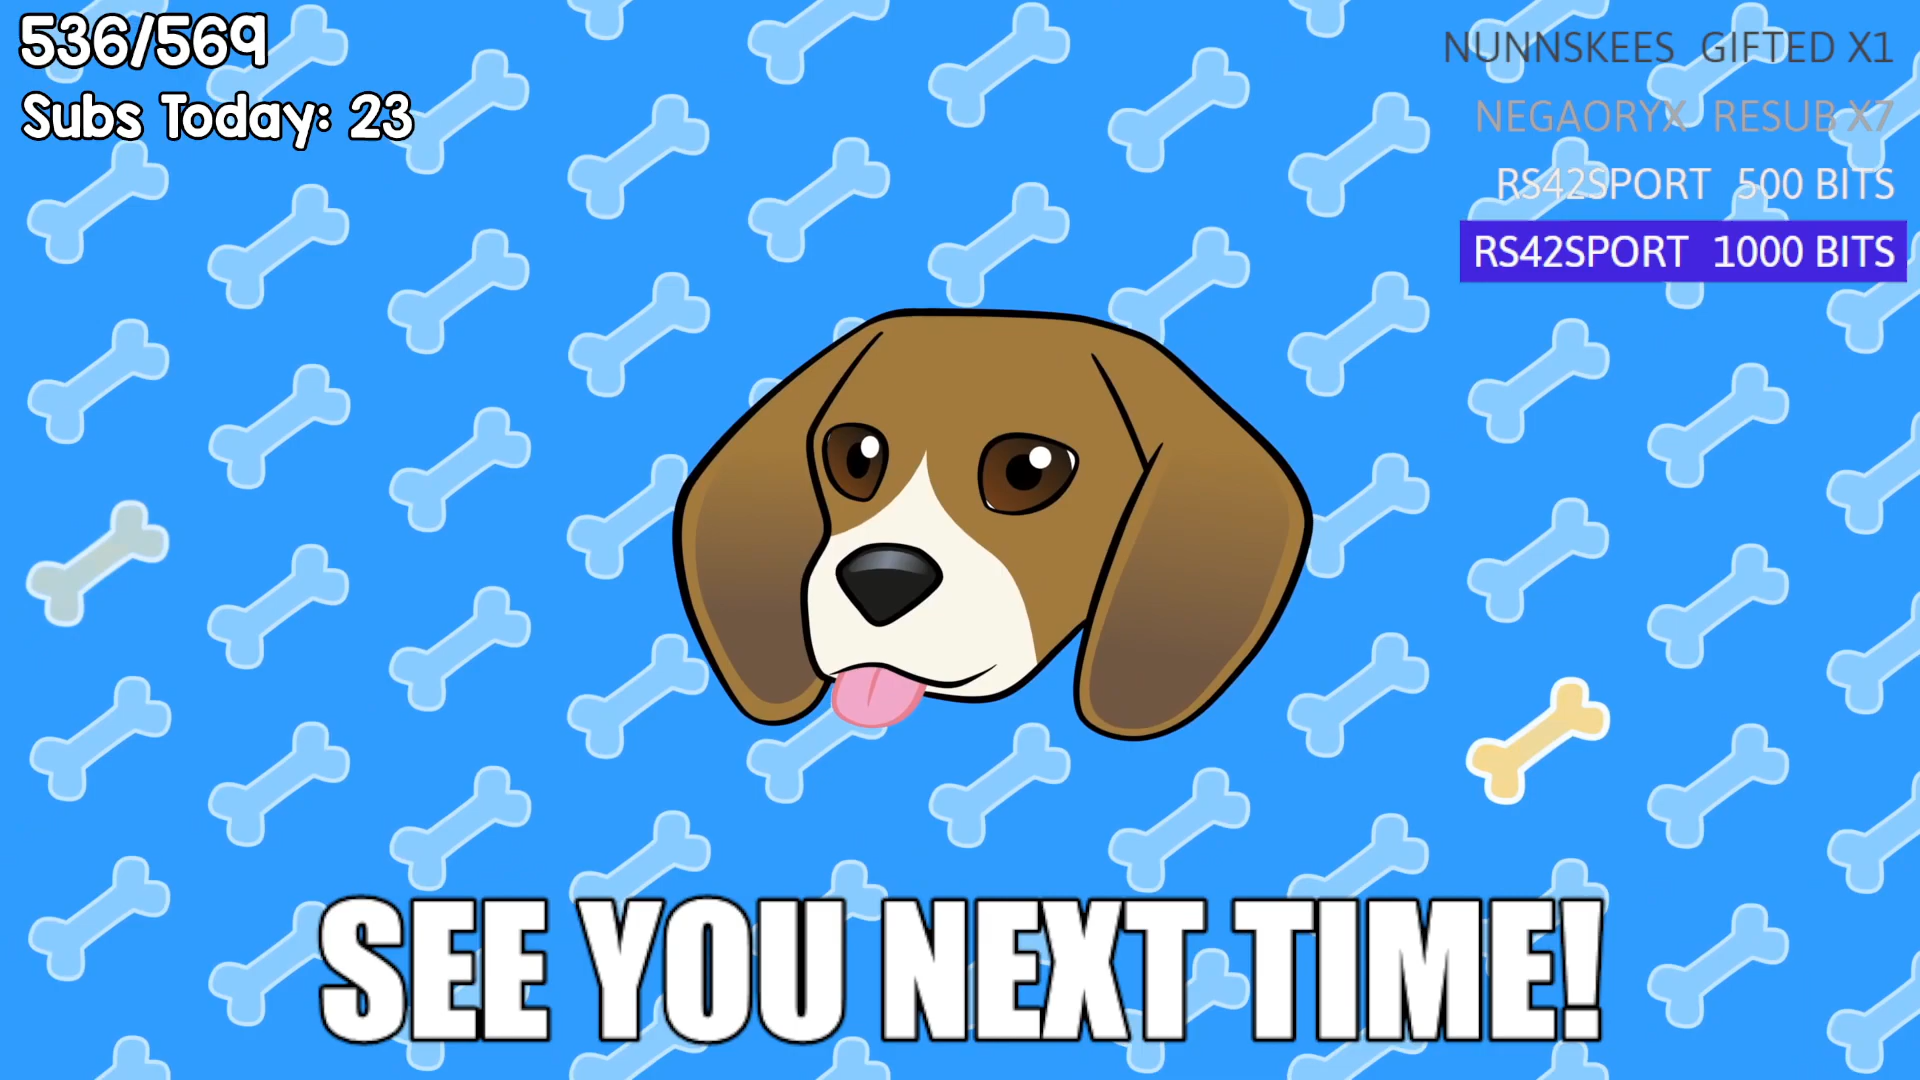 536/569
Subs Today: 23
NUNNSKEES GIFTED X1
NEGAORYX RESUB X7
RS42SPORT 500 BITS
RS42SPORT 1000 BITS
SEE YOU NEXT TIME!